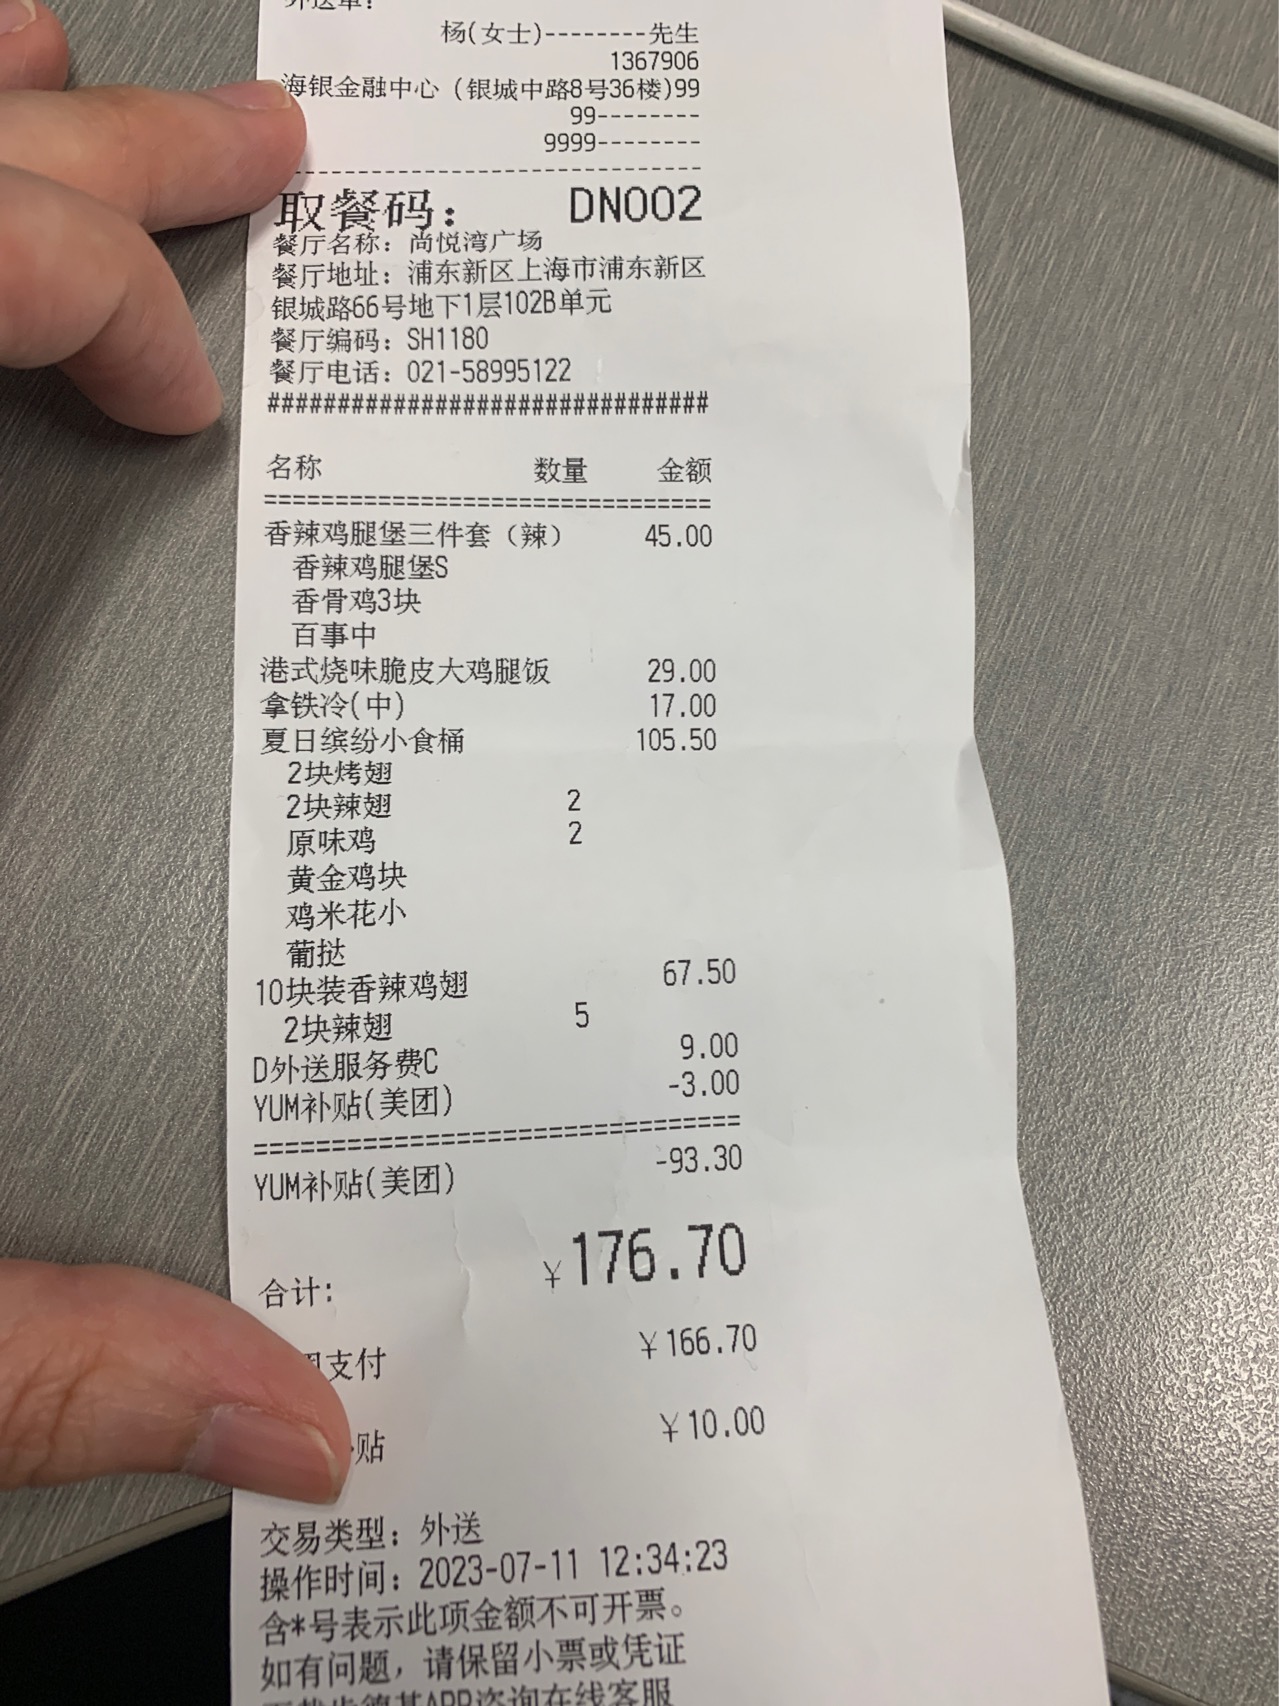 外送单:
杨(女士)--------先生
1367906
海银金融中心 (银城中路8号36楼)99
99--------
9999--------
--------------------------------
取餐码: DN002
餐厅名称: 尚悦湾广场
餐厅地址: 浦东新区上海市浦东新区
银城路66号地下1层102B单元
餐厅编码: SH1180
餐厅电话: 021-58995122
################################
名称 数量 金额
================================
香辣鸡腿堡三件套 (辣) 45.00
香辣鸡腿堡S
香骨鸡3块
百事中
港式烧味脆皮大鸡腿饭 29.00
拿铁冷(中) 17.00
夏日缤纷小食桶 105.50
2块烤翅
2块辣翅 2
原味鸡 2
黄金鸡块
鸡米花小
葡挞
10块装香辣鸡翅 67.50
2块辣翅 5
D外送服务费C 9.00
YUM补贴(美团) -3.00
================================
YUM补贴(美团) -93.30
合计: ¥176.70
支付 ¥166.70
贴 ¥10.00
交易类型: 外送
操作时间: 2023-07-11 12:34:23
含*号表示此项金额不可开票。
如有问题, 请保留小票或凭证
APP咨询在线客服